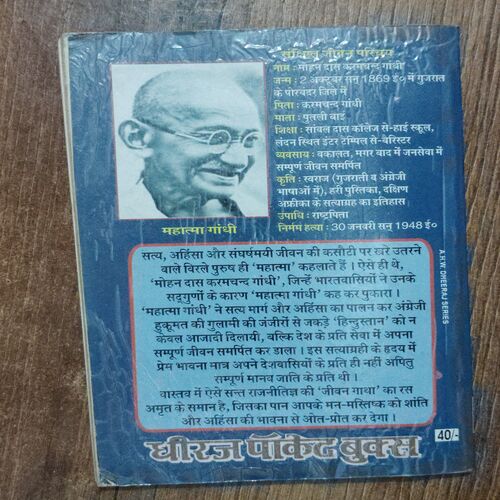 संक्षिप्त जीवन परिचय
नाम : मोहन दास करमचन्द गांधी
जन्म : 2 अक्टूबर सन् 1869 ई० में गुजरात
के पोरबंदर जिले में
पिता : करमचन्द गांधी
माता : पुतली बाई
शिक्षा : सांवल दास कॉलेज से-हाई स्कूल,
लंदन स्थित इंटर टेम्पिल से-बेरिस्टर
व्यवसाय : वकालत, मगर बाद में जनसेवा में
सम्पूर्ण जीवन समर्पित
कृति : स्वराज (गुजराती व अंग्रेजी
भाषाओं में), हरी पुस्तिका, दक्षिण
अफ्रीका के सत्याग्रह का इतिहास
उपाधि : राष्ट्रपिता
निर्मम हत्या : 30 जनवरी सन् 1948 ई०
महात्मा गांधी
सत्य, अहिंसा और संघर्षमयी जीवन की कसौटी पर खरे उतरने
वाले विरले पुरुष ही 'महात्मा' कहलाते हैं । ऐसे ही थे,
'मोहन दास करमचन्द गांधी', जिन्हें भारतवासियों ने उनके
सद्गुणों के कारण 'महात्मा गांधी' कह कर पुकारा ।
'महात्मा गांधी' ने सत्य मार्ग और अहिंसा का पालन कर अंग्रेजी
हुकूमत की गुलामी की जंजीरों से जकड़े 'हिन्दुस्तान' को न
केवल आजादी दिलायी, बल्कि देश के प्रति सेवा में अपना
सम्पूर्ण जीवन समर्पित कर डाला । इस सत्याग्रही के हृदय में
प्रेम भावना मात्र अपने देशवासियों के प्रति ही नहीं अपितु
सम्पूर्ण मानव जाति के प्रति थी ।
वास्तव में ऐसे सन्त राजनीतिज्ञ की 'जीवन गाथा' का रस
अमृत के समान है, जिसका पान आपके मन-मस्तिष्क को शांति
और अहिंसा की भावना से ओत-प्रोत कर देगा ।
A.H.W. DHEERAJ SERIES
धीरज पॉकेट बुक्स
40/-